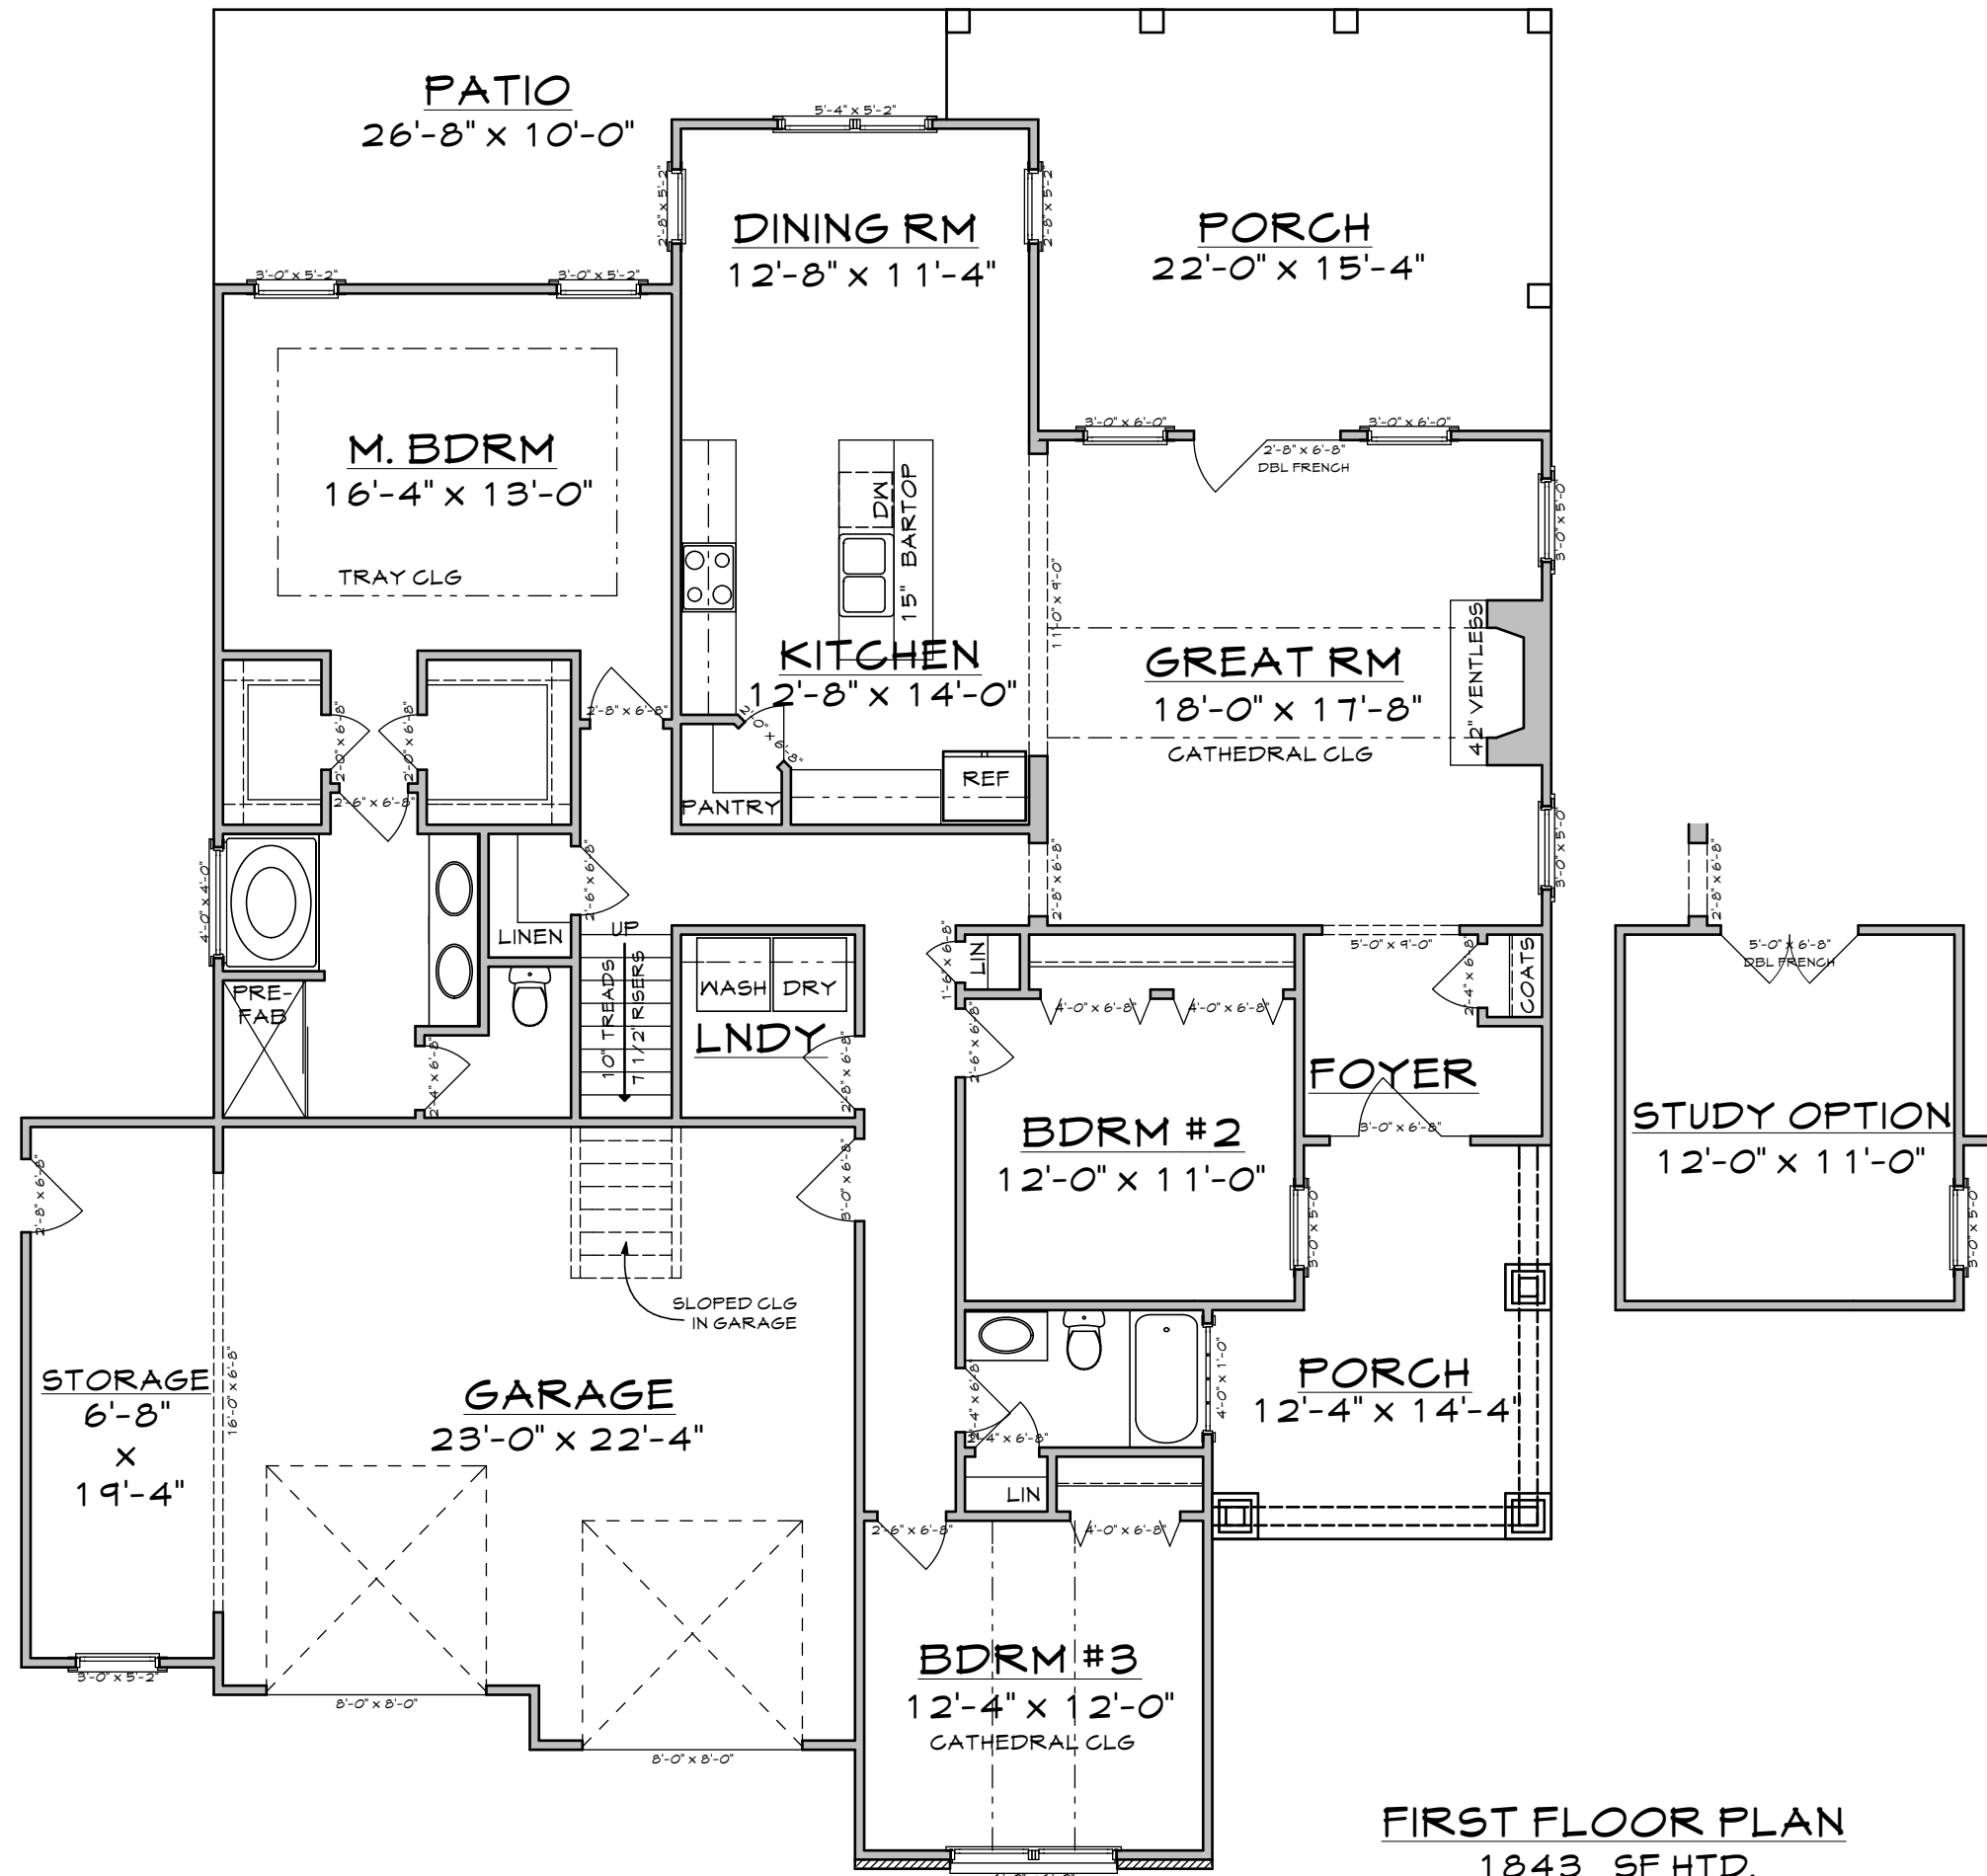 PATIO
26'-8" x 10'-0"
5'-4" x 5'-2"
2'-8" x 5'-2"
DINING RM
12'-8" x 11'-4"
2'-8" x 5'-2"
PORCH
22'-0" x 15'-4"
3'-0" x 5'-2"
3'-0" x 5'-2"
M. BDRM
16'-4" x 13'-0"
TRAY CLG
DW
15" BARTOP
KITCHEN
12'-8" x 14'-0"
3'-0" x 6'-0"
2'-8" x 6'-8"
DBL FRENCH
3'-0" x 6'-0"
3'-0" x 5'-0
11'-0" x 9'-0"
GREAT RM
18'-0" x 17'-8"
CATHEDRAL CLG
42" VENTLESS
3'-0" x 5'-0"
2'-0" x 6'-8"
2'-0" x 6'-8"
2'-6" x 6'-8"
2'-8" x 6'-8"
2'-0" x 6'-8"
PANTRY
REF
4'-0" x 4'-0"
2'-6" x 6'-8"
LINEN
2'-8" x 6'-8"
PRE-
FAB
2'-4" x 6'-8"
UP
10" TREADS
7 1/2" RISERS
WASH
DRY
LNDY
2'-8" x 6'-8"
1'-6" x 6'-8"
LIN
4'-0" x 6'-8"
4'-0" x 6'-8"
2'-6" x 6'-8"
5'-0" x 9'-0"
2'-4" x 6'-8"
COATS
FOYER
3'-0" x 6'-8"
BDRM #2
12'-0" x 11'-0"
3'-0" x 5'-0
2'-8" x 6'-8"
5'-0" x 6'-8"
DBL FRENCH
STUDY OPTION
12'-0" x 11'-0"
3'-0" x 5'-0
2'-8" x 6'-8"
3'-0" x 6'-8"
SLOPED CLG
IN GARAGE
STORAGE
6'-8"
x
19'-4"
16'-0" x 6'-8"
GARAGE
23'-0" x 22'-4"
2'-4" x 6'-8"
2'-4" x 6'-8"
LIN
4'-0" x 1'-0"
PORCH
12'-4" x 14'-4"
2'-6" x 6'-8"
4'-0" x 6'-8"
BDRM #3
12'-4" x 12'-0"
CATHEDRAL CLG
3'-0" x 5'-2"
8'-0" x 8'-0"
8'-0" x 8'-0"
FIRST FLOOR PLAN
1843 SF HTD.